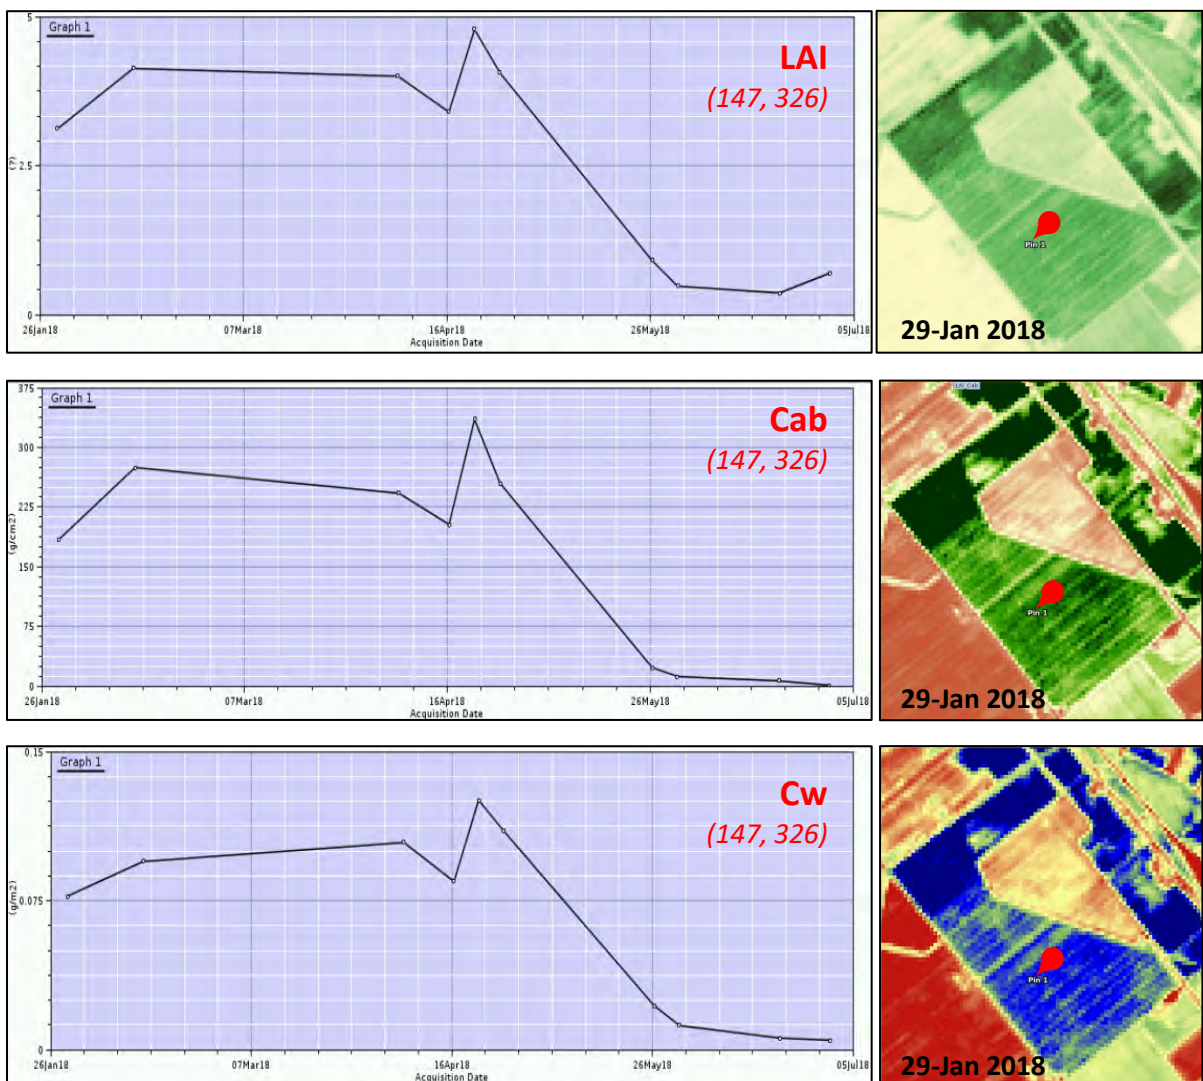 Graph 1
LAI
(147, 326)
5
2.5
0
(?)
26Jan18
07Mar18
16Apr18
26May18
05Jul18
Acquisition Date
Pin 1
29-Jan 2018
Graph 1
Cab
(147, 326)
375
300
225
150
75
0
(g/cm2)
26Jan18
07Mar18
16Apr18
26May18
05Jul18
Acquisition Date
LAI_Cab
Pin 1
29-Jan 2018
Graph 1
Cw
(147, 326)
0.15
0.075
0
(g/m2)
26Jan18
07Mar18
16Apr18
26May18
05Jul18
Acquisition Date
Pin 1
29-Jan 2018